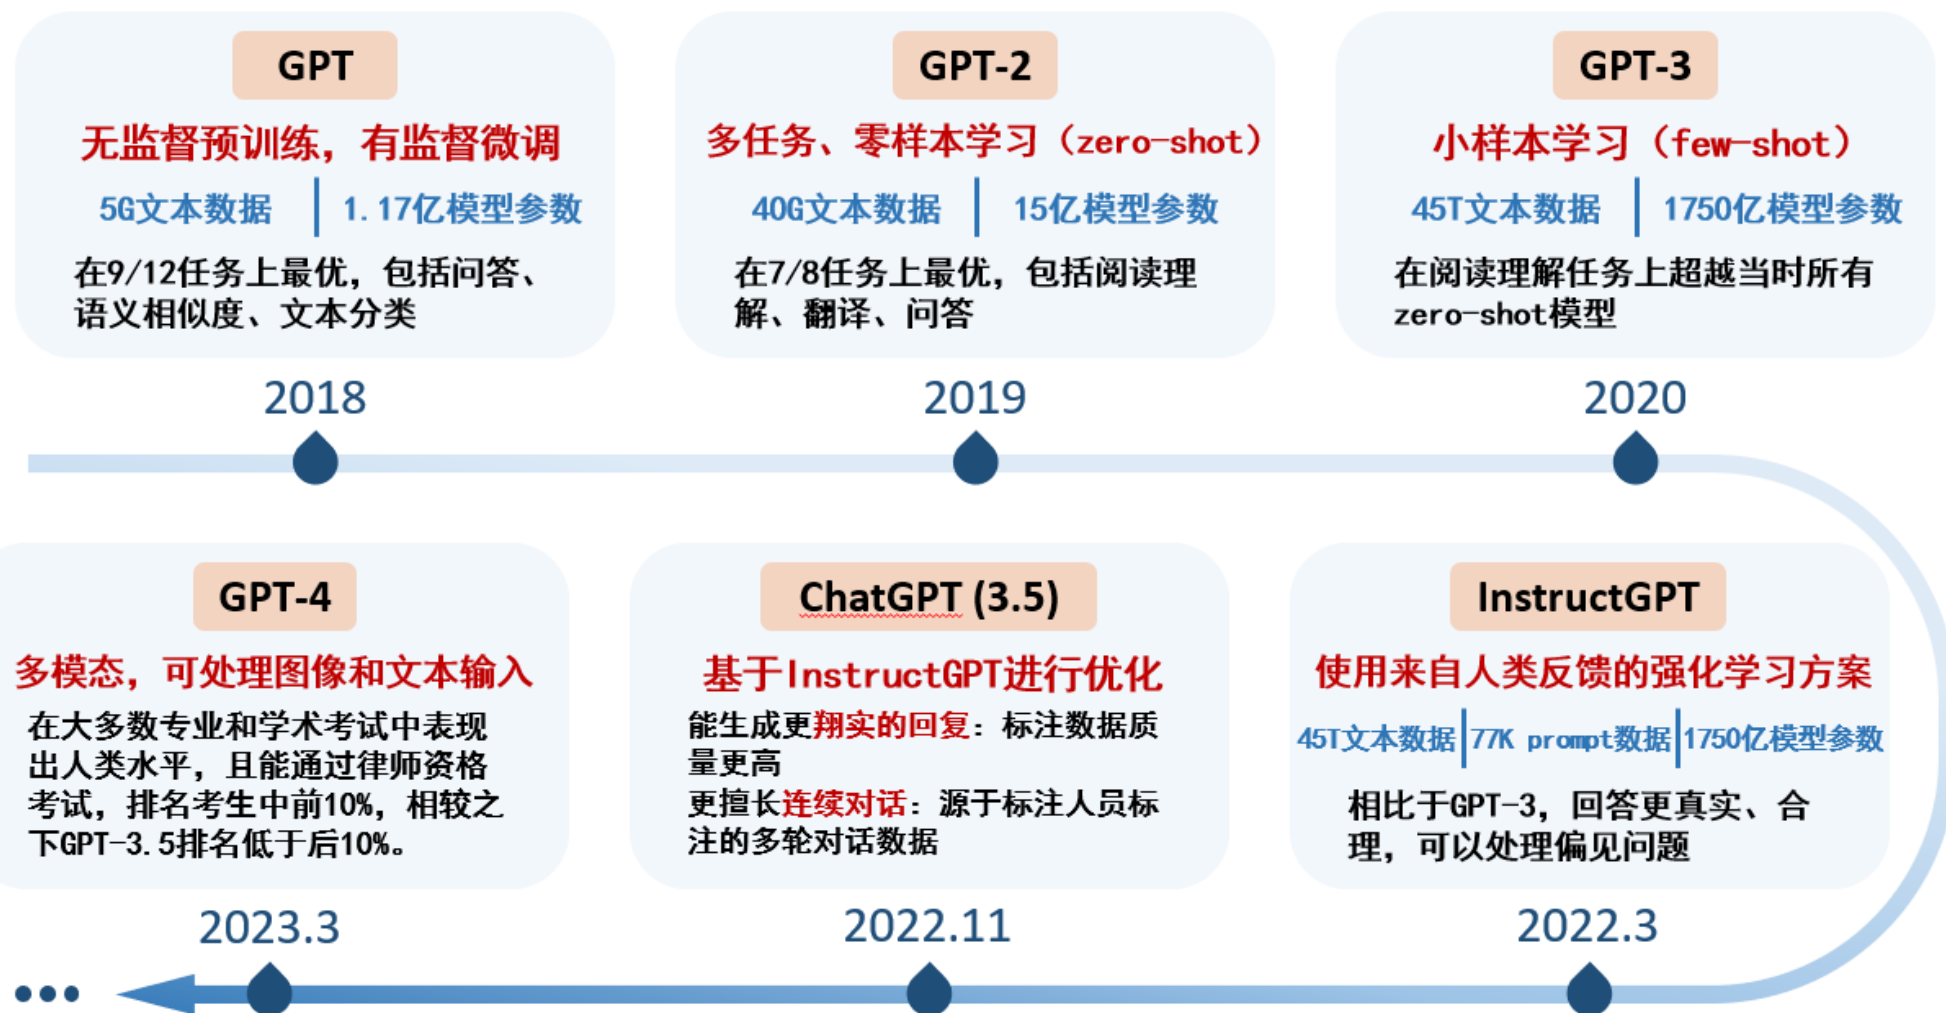 GPT
无监督预训练，有监督微调
5G文本数据
1.17亿模型参数
在9/12任务上最优，包括问答、
语义相似度、文本分类
2018
GPT-2
多任务、零样本学习（zero-shot）
40G文本数据
15亿模型参数
在7/8任务上最优，包括阅读理
解、翻译、问答
2019
GPT-3
小样本学习（few-shot）
45T文本数据
1750亿模型参数
在阅读理解任务上超越当时所有
zero-shot模型
2020
InstructGPT
使用来自人类反馈的强化学习方案
45T文本数据
77K prompt数据
1750亿模型参数
相比于GPT-3，回答更真实、合
理，可以处理偏见问题
2022.3
ChatGPT (3.5)
基于InstructGPT进行优化
能生成更翔实的回复：标注数据质
量更高
更擅长连续对话：源于标注人员标
注的多轮对话数据
2022.11
GPT-4
多模态，可处理图像和文本输入
在大多数专业和学术考试中表现
出人类水平，且能通过律师资格
考试，排名考生中前10%，相较之
下GPT-3.5排名低于后10%。
2023.3